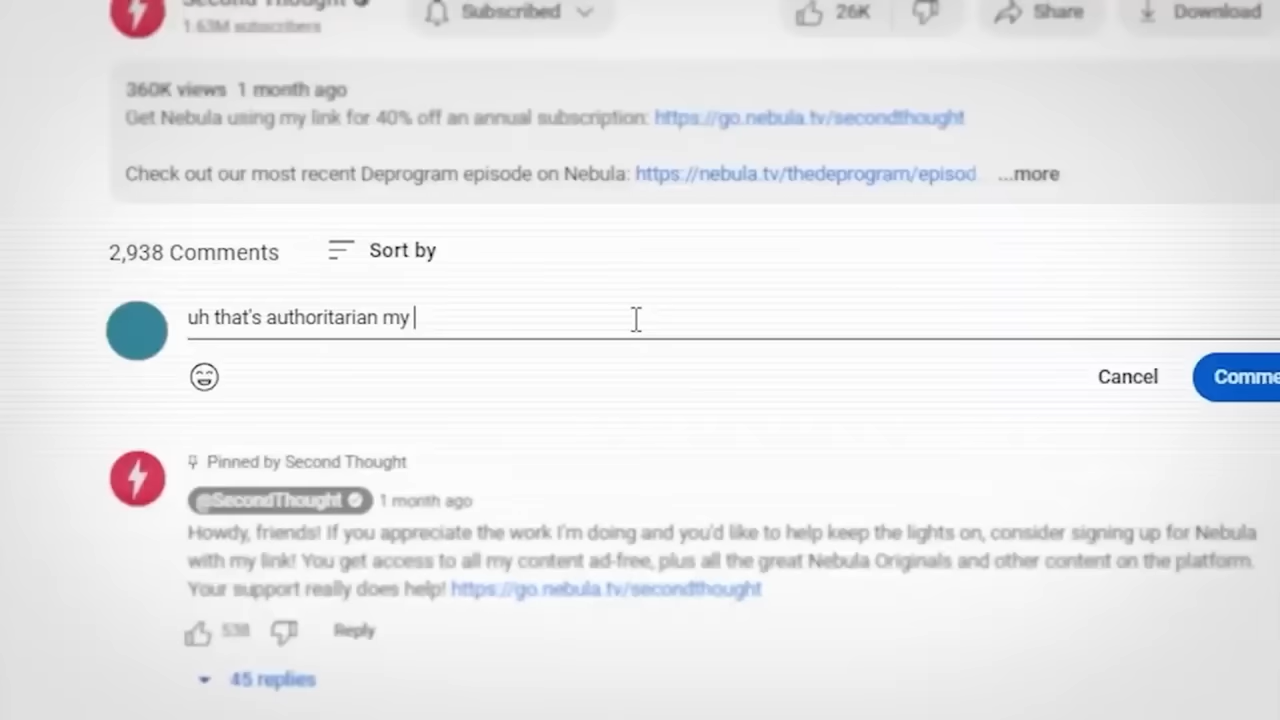 Second Thought
1.63M subscribers
Subscribed
26K
Share
Download
360K views 1 month ago
Get Nebula using my link for 40% off an annual subscription: https://go.nebula.tv/secondthought
Check out our most recent Deprogram episode on Nebula: https://nebula.tv/thedeprogram/episod ...more
2,938 Comments
Sort by
uh that's authoritarian my
Cancel
Comme
Pinned by Second Thought
@SecondThought 1 month ago
Howdy, friends! If you appreciate the work I'm doing and you'd like to help keep the lights on, consider signing up for Nebula
with my link! You get access to all my content ad-free, plus all the great Nebula Originals and other content on the platform.
Your support really does help! https://go.nebula.tv/secondthought
538
Reply
45 replies